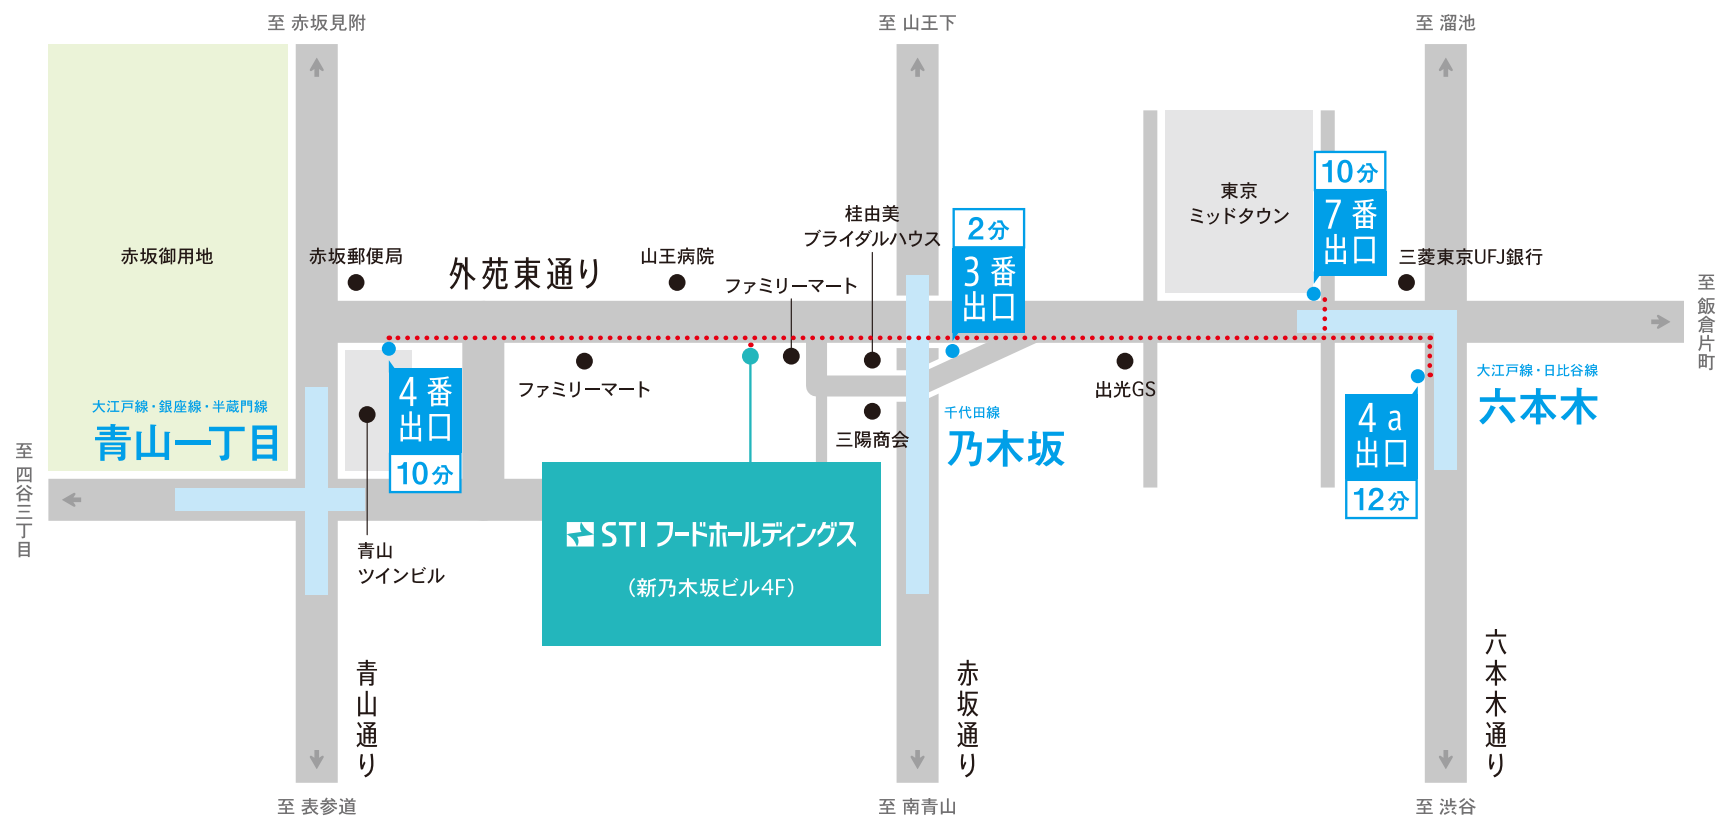 至 赤坂見附
至 山王下
至 溜池
赤坂御用地
赤坂郵便局
外苑東通り
山王病院
ファミリーマート
桂由美
ブライダルハウス
2分
3番
出口
東京
ミッドタウン
10分
7番
出口
三菱東京UFJ銀行
至 飯倉片町
大江戸線・銀座線・半蔵門線
青山一丁目
4番
出口
10分
ファミリーマート
三陽商会
千代田線
乃木坂
出光GS
4a
出口
12分
大江戸線・日比谷線
六本木
至 四谷三丁目
青山
ツインビル
STI フードホールディングス
(新乃木坂ビル4F)
青山通り
赤坂通り
六本木通り
至 表参道
至 南青山
至 渋谷